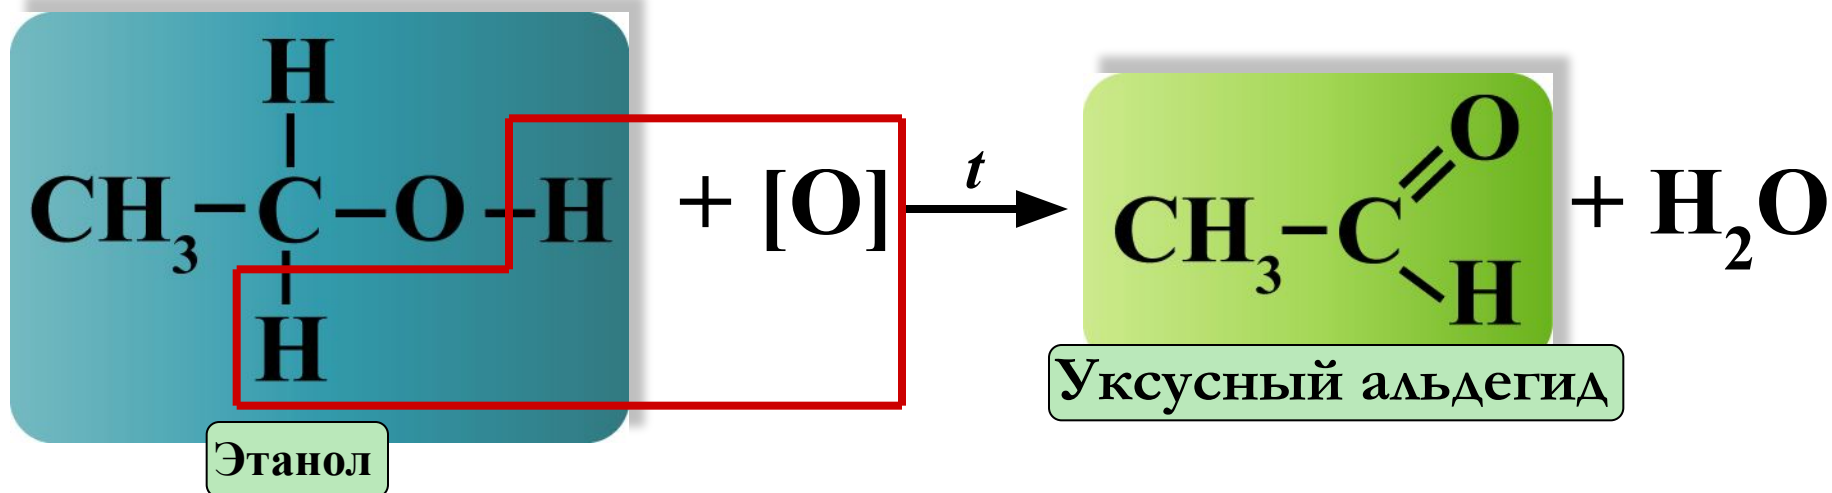 H
CH₃–C–O–H + [O] t → CH₃–C + H₂O
O
H
H
Этанол
Уксусный альдегид